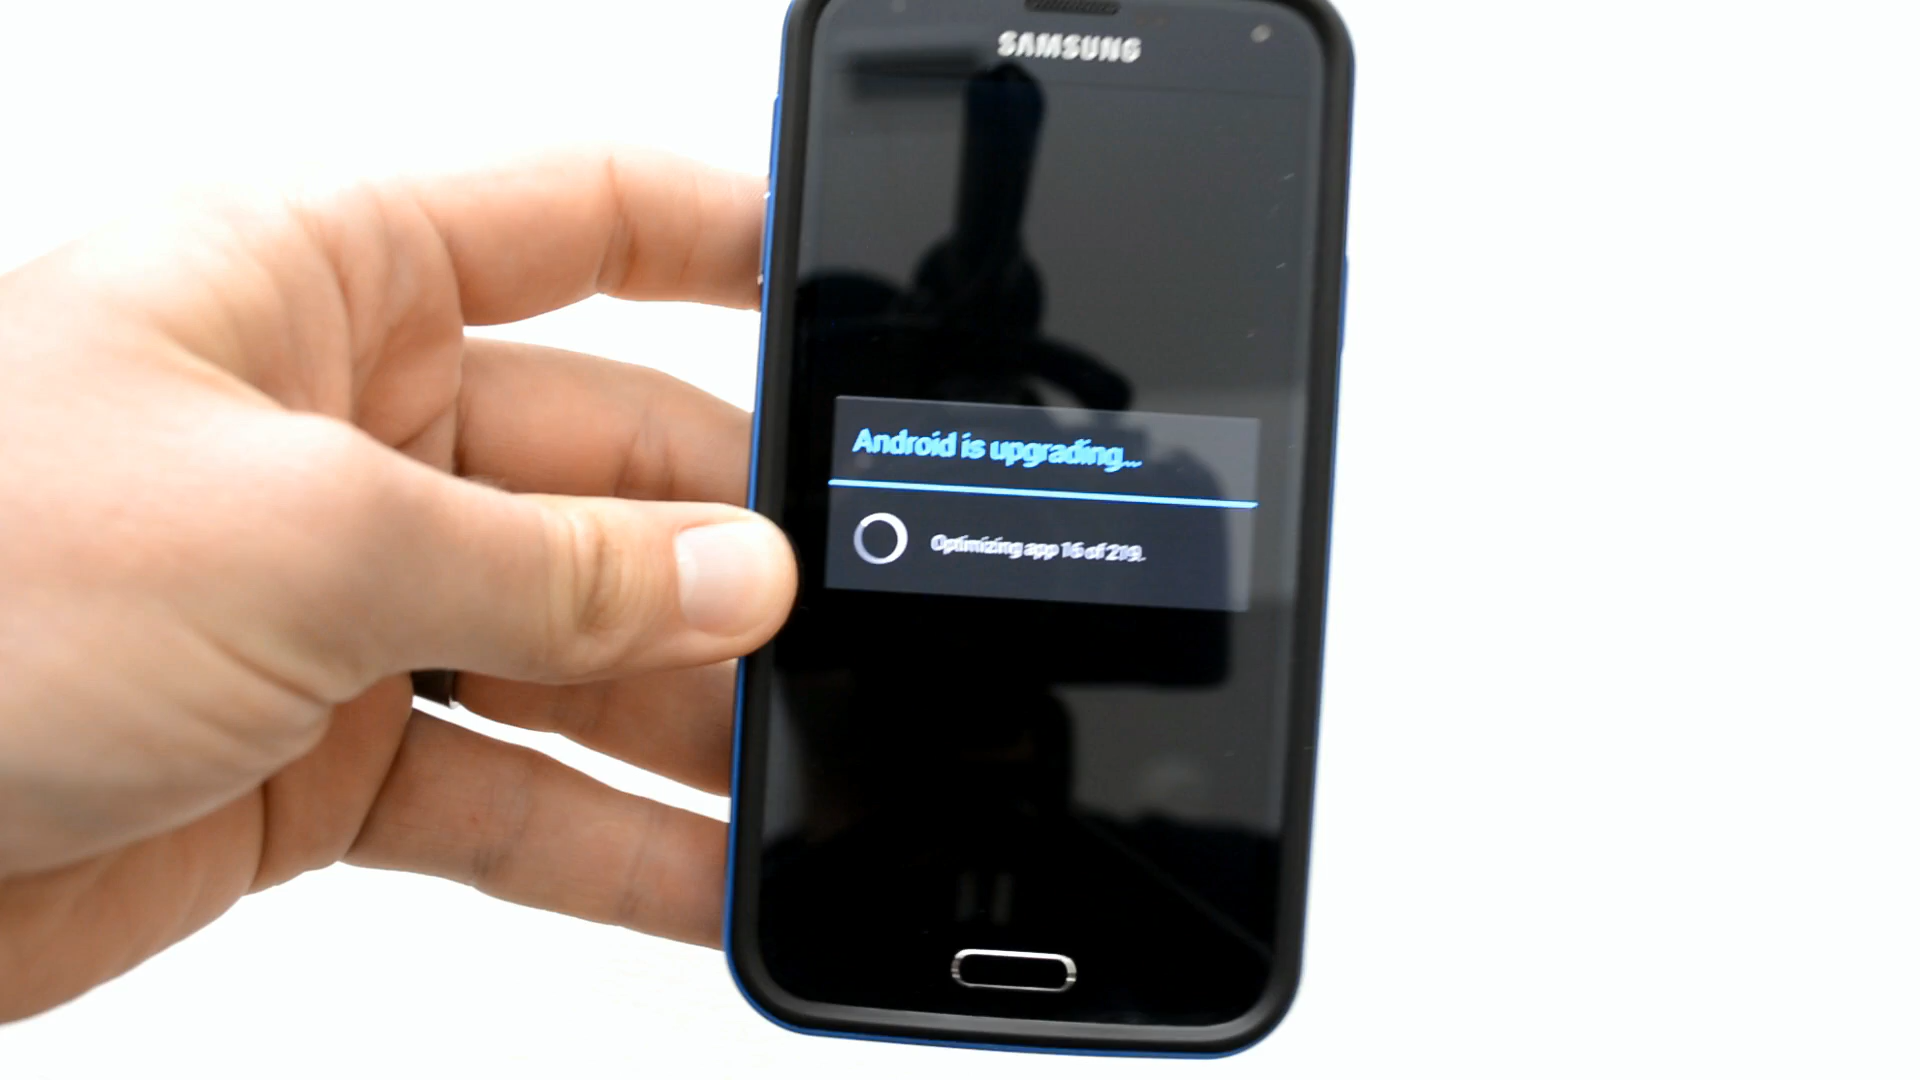 SAMSUNG
Android is upgrading...
Optimizing app 16 of 219.